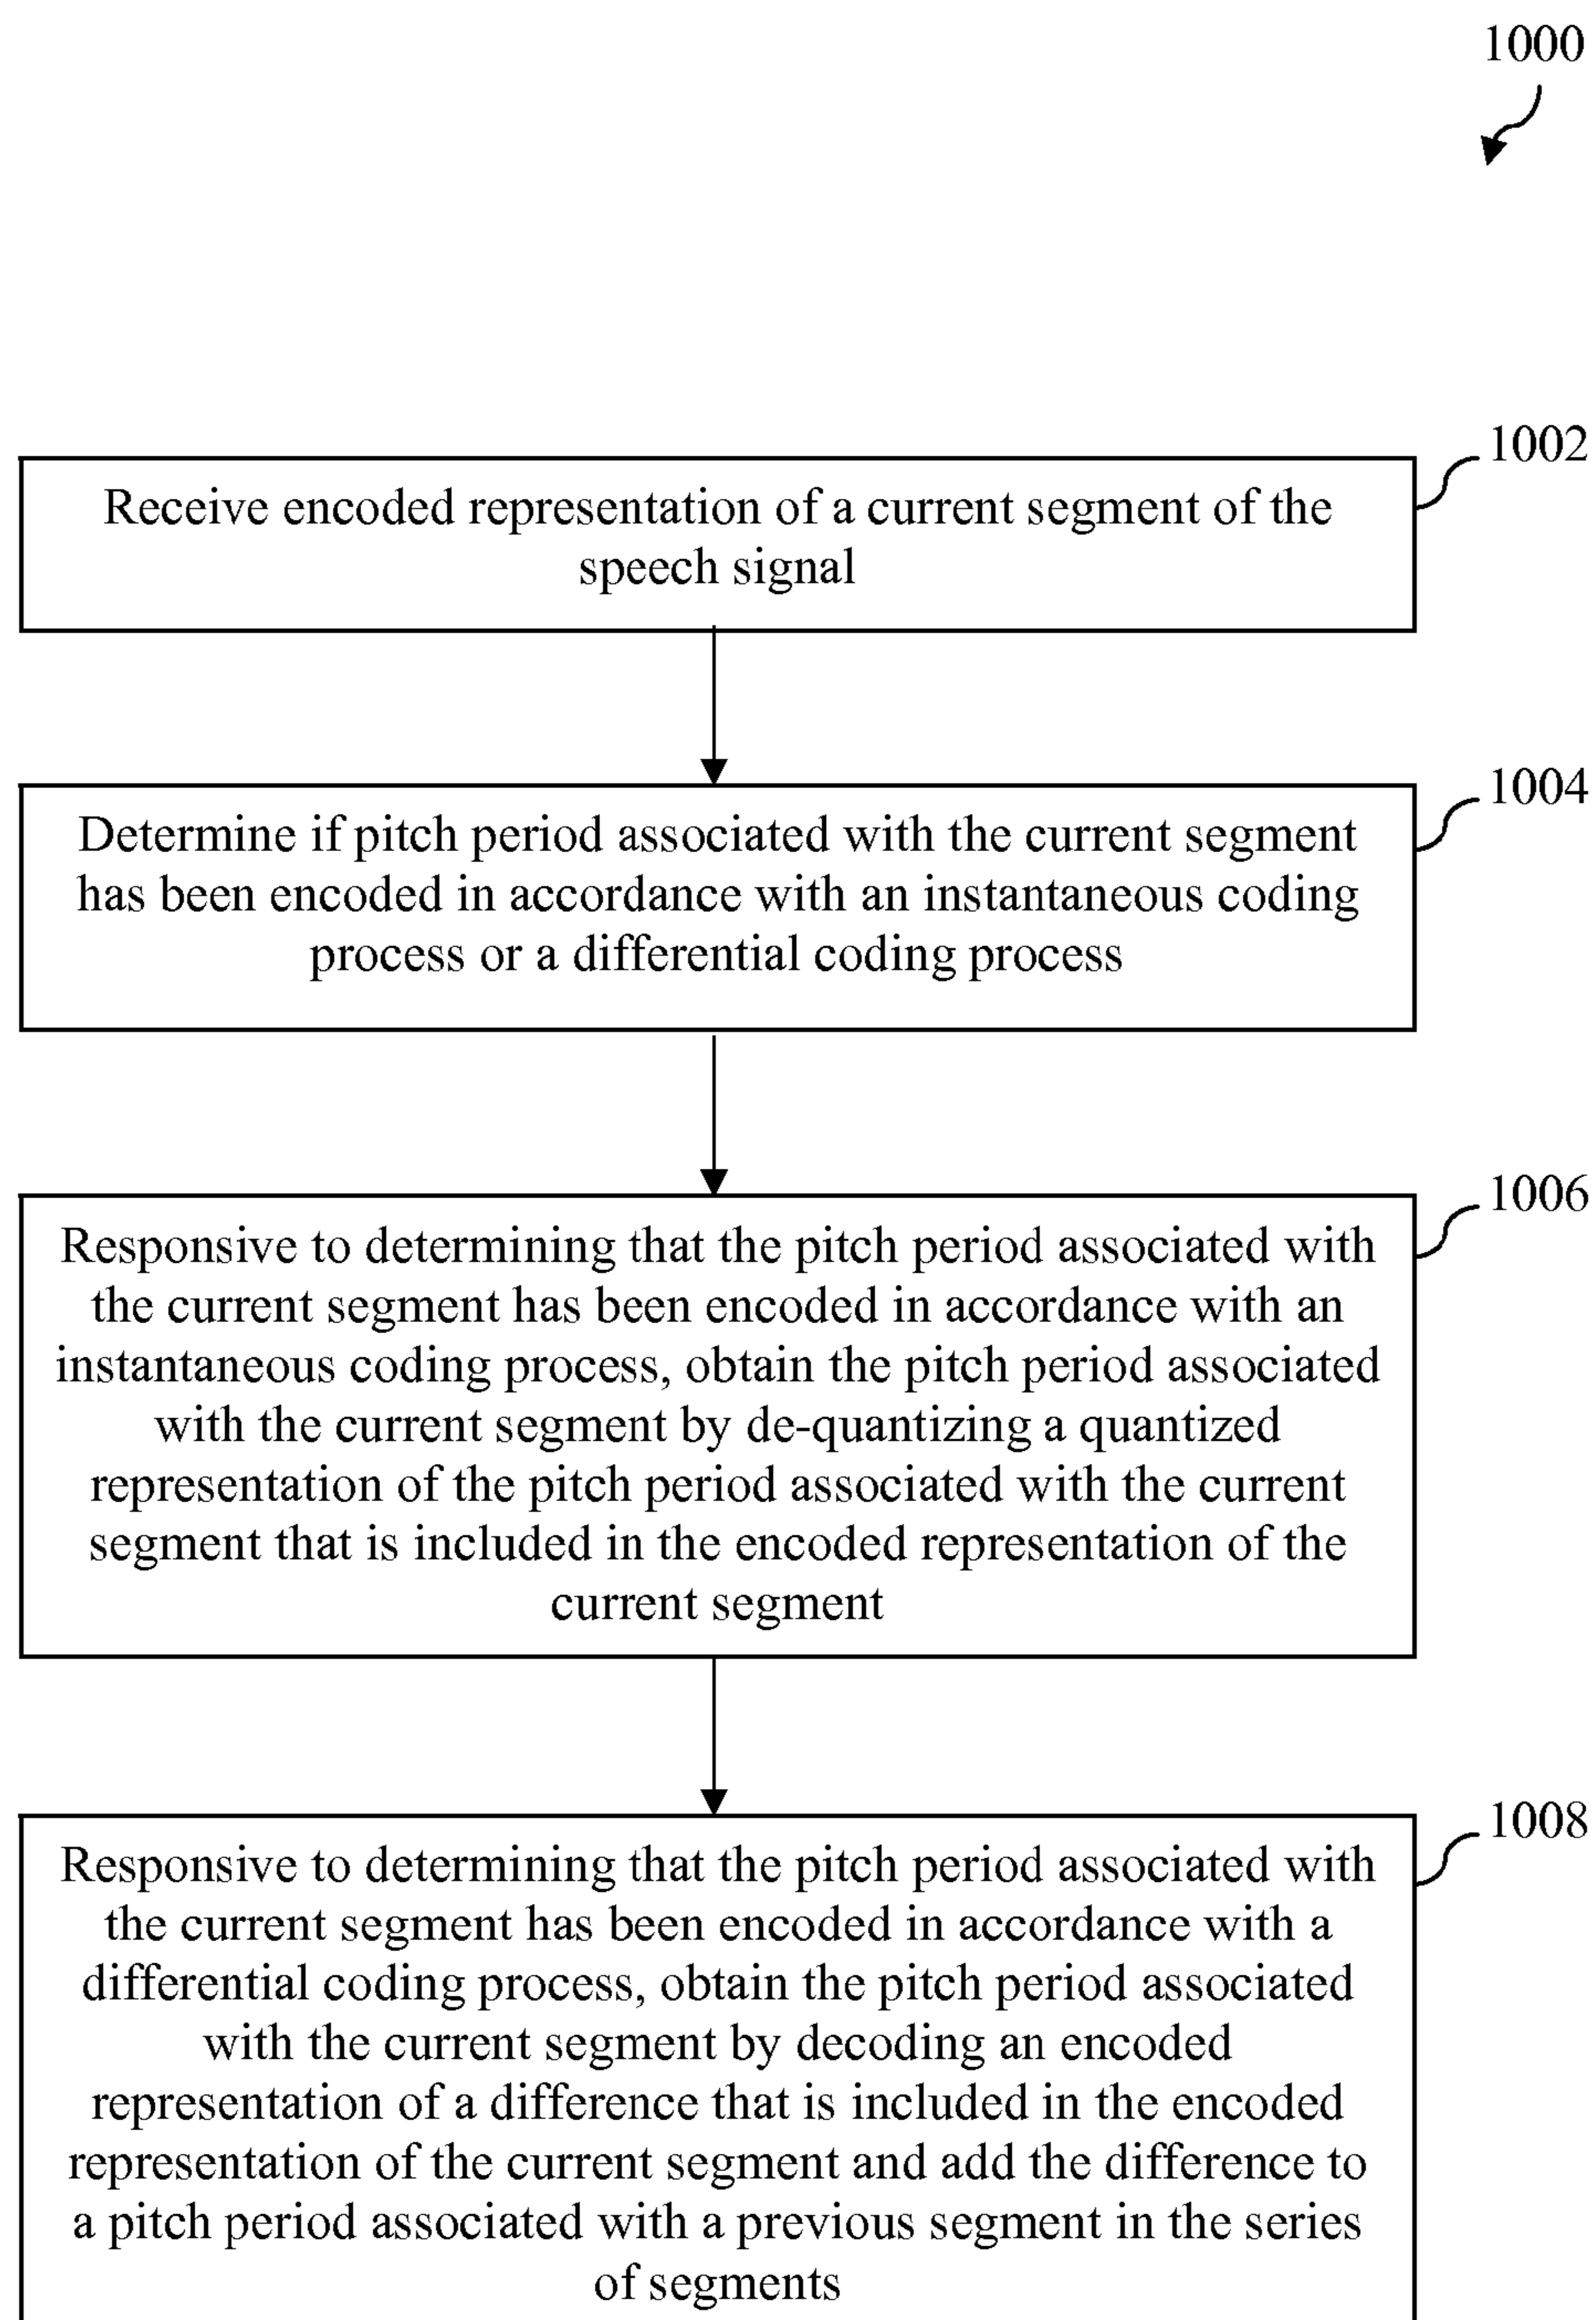 1000
1002
Receive encoded representation of a current segment of the
speech signal
1004
Determine if pitch period associated with the current segment
has been encoded in accordance with an instantaneous coding
process or a differential coding process
1006
Responsive to determining that the pitch period associated with
the current segment has been encoded in accordance with an
instantaneous coding process, obtain the pitch period associated
with the current segment by de-quantizing a quantized
representation of the pitch period associated with the current
segment that is included in the encoded representation of the
current segment
1008
Responsive to determining that the pitch period associated with
the current segment has been encoded in accordance with a
differential coding process, obtain the pitch period associated
with the current segment by decoding an encoded
representation of a difference that is included in the encoded
representation of the current segment and add the difference to
a pitch period associated with a previous segment in the series
of segments